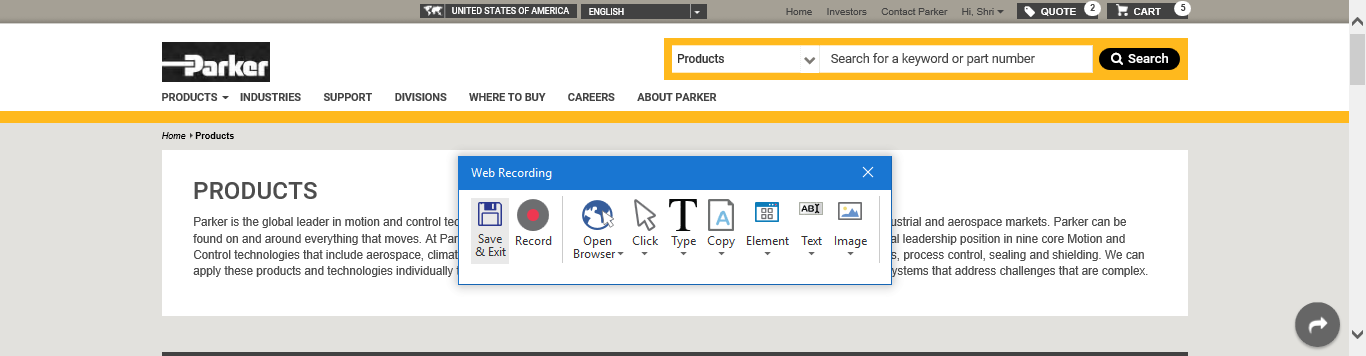 UNITED STATES OF AMERICA ENGLISH Home Investors Contact Parker Hi, Shri QUOTE 2 CART 5
Parker
Products Search for a keyword or part number Search
PRODUCTS INDUSTRIES SUPPORT DIVISIONS WHERE TO BUY CAREERS ABOUT PARKER
Home Products
Web Recording
PRODUCTS
Parker is the global leader in motion and control tec
ustrial and aerospace markets. Parker can be
found on and around everything that moves. At Par
al leadership position in nine core Motion and
Control technologies that include aerospace, climat
s, process control, sealing and shielding. We can
apply these products and technologies individually
ystems that address challenges that are complex.
Save & Exit
Record
Open Browser
Click
Type
Copy
Element
Text
Image
T
A
ABI